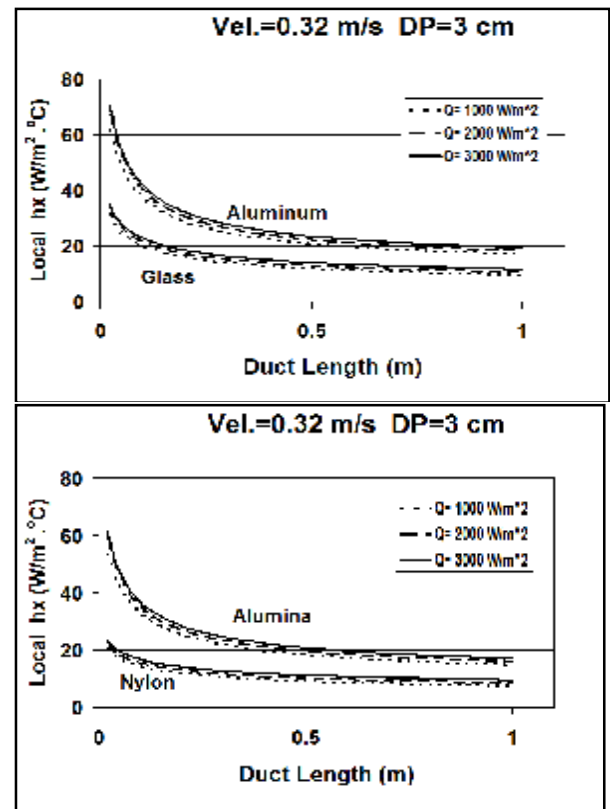 Vel.=0.32 m/s DP=3 cm
80
Q= 1000 W/m^2
Q= 2000 W/m^2
Q= 3000 W/m^2
60
40
Aluminum
20
Glass
0
0
0.5
1
Local hx (W/m².⁰C)
Duct Length (m)
Vel.=0.32 m/s DP=3 cm
80
Q= 1000 W/m^2
Q= 2000 W/m^2
Q= 3000 W/m^2
60
40
Alumina
20
Nylon
0
0
0.5
1
Local hx (W/m².°C)
Duct Length (m)